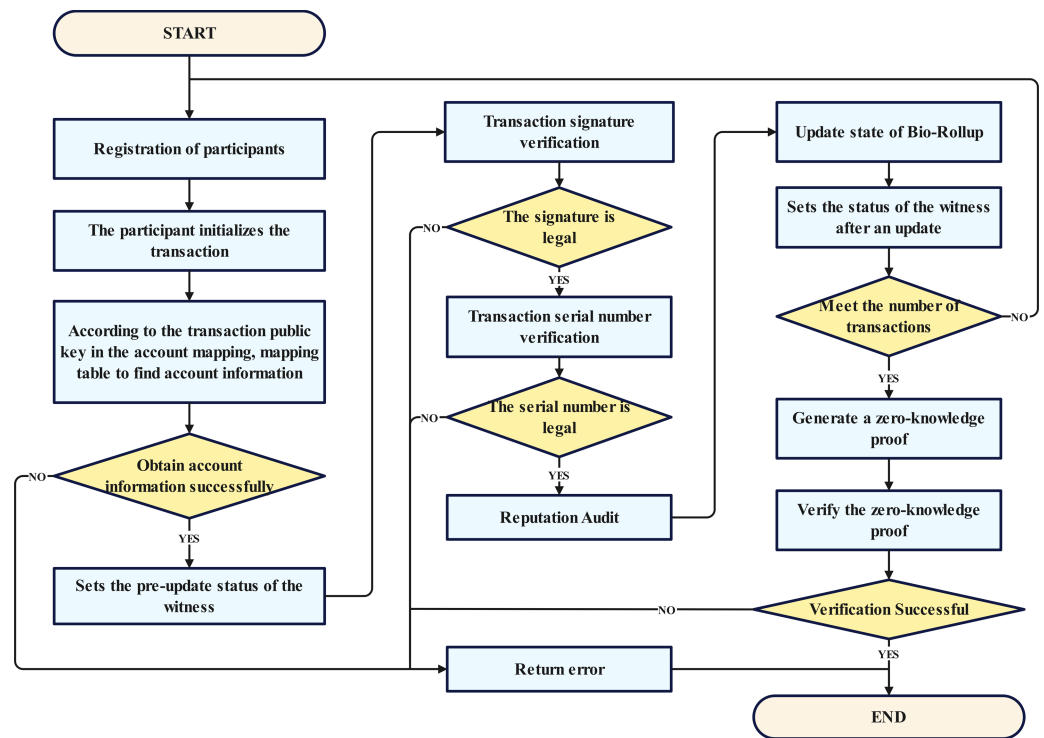 START
Registration of participants
The participant initializes the
transaction
According to the transaction public
key in the account mapping, mapping
table to find account information
Obtain account
information successfully
NO
YES
Sets the pre-update status of the
witness
Transaction signature
verification
The signature is
legal
NO
YES
Transaction serial number
verification
The serial number is
legal
NO
YES
Reputation Audit
Return error
Update state of Bio-Rollup
Sets the status of the witness
after an update
Meet the number of
transactions
NO
YES
Generate a zero-knowledge
proof
Verify the zero-knowledge
proof
Verification Successful
NO
YES
END